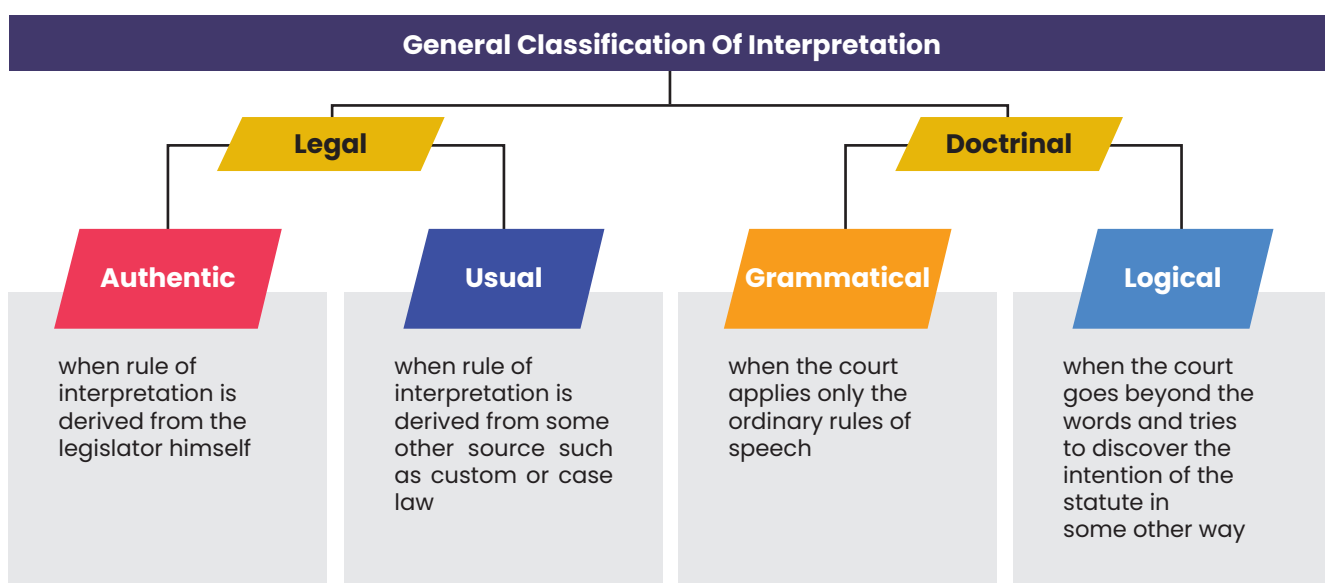 General Classification Of Interpretation
Legal
Doctrinal
Authentic
Usual
Grammatical
Logical
when rule of
interpretation is
derived from the
legislator himself
when rule of
interpretation is
derived from some
other source such
as custom or case
law
when the court
applies only the
ordinary rules of
speech
when the court
goes beyond the
words and tries
to discover the
intention of the
statute in
some other way